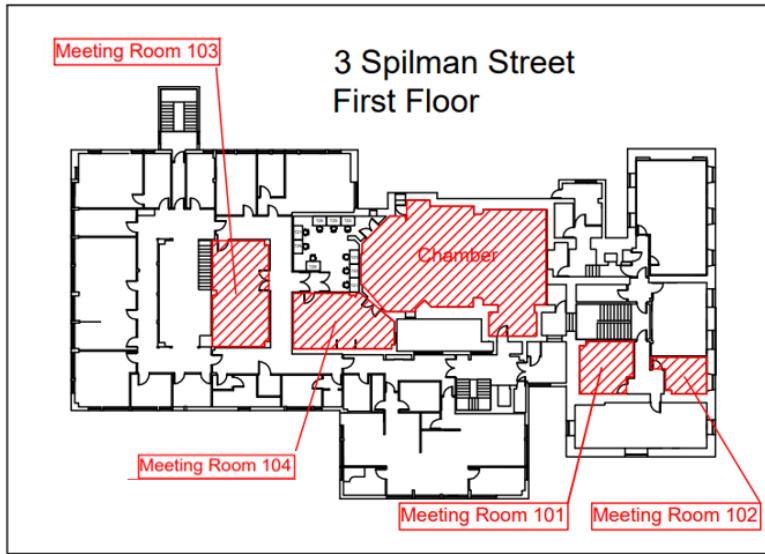 Meeting Room 103
3 Spilman Street
First Floor
Chamber
Meeting Room 104
Meeting Room 101
Meeting Room 102